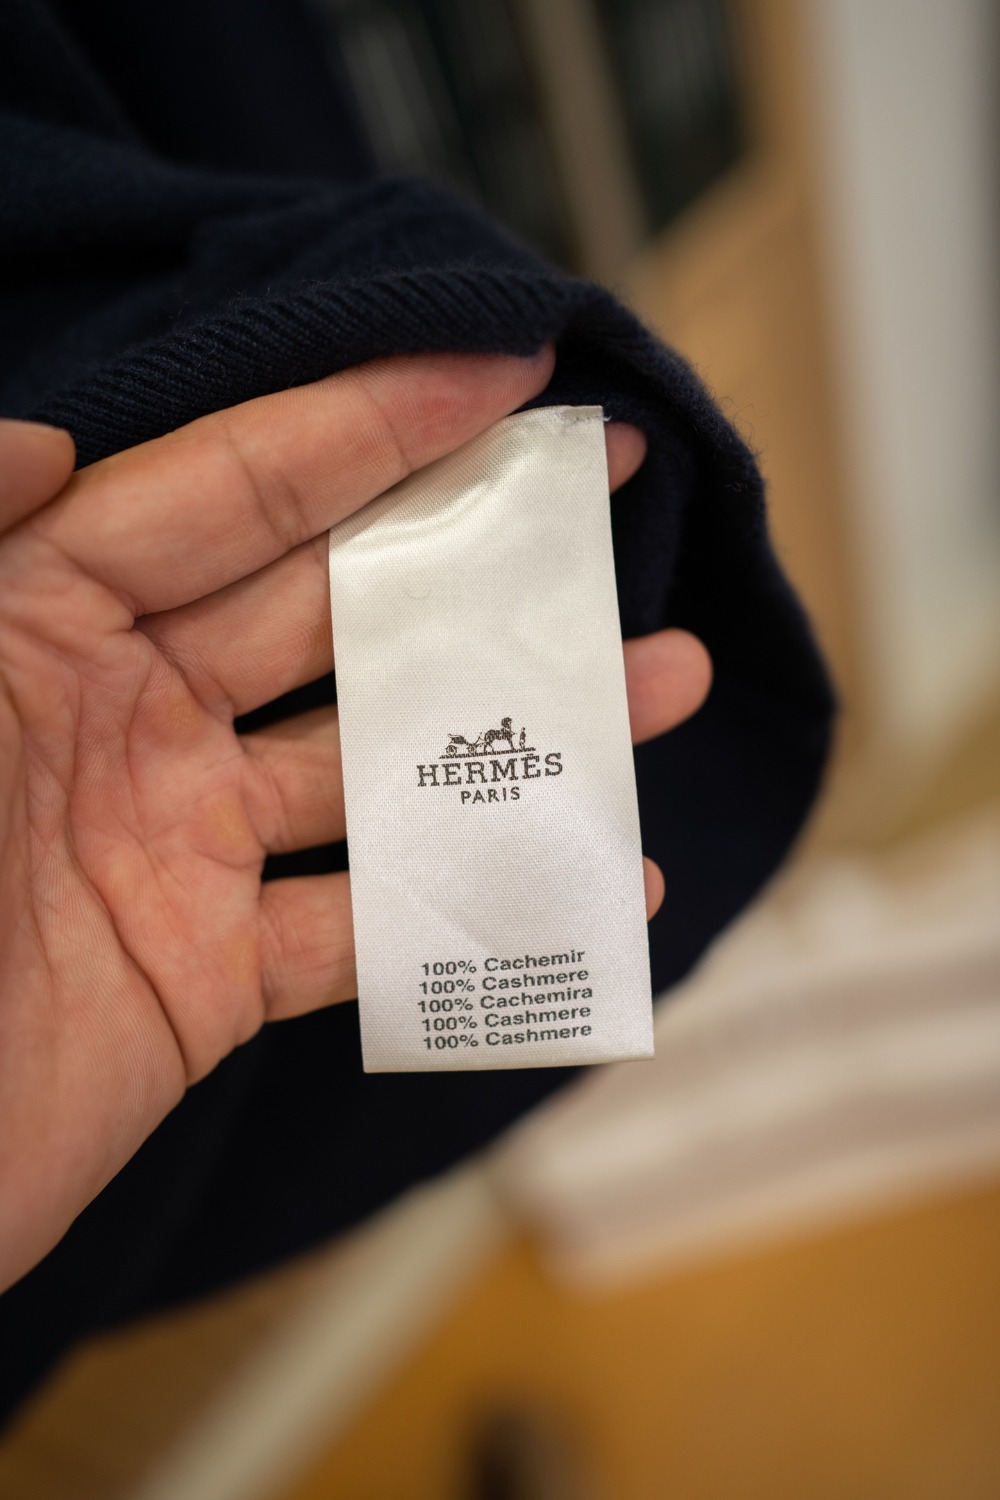 HERMÈS
PARIS
100% Cachemir
100% Cashmere
100% Cachemira
100% Cashmere
100% Cashmere